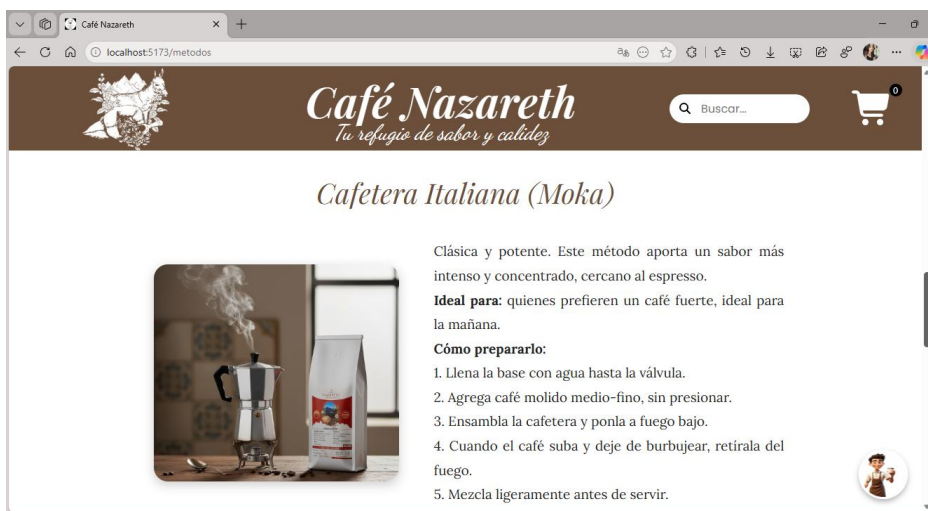 Café Nazareth
localhost:5173/metodos
Café Nazareth
Tu refugio de sabor y calidez
Buscar...
0
Cafetera Italiana (Moka)
Clásica y potente. Este método aporta un sabor más
intenso y concentrado, cercano al espresso.
Ideal para: quienes prefieren un café fuerte, ideal para
la mañana.
Cómo prepararlo:
1. Llena la base con agua hasta la válvula.
2. Agrega café molido medio-fino, sin presionar.
3. Ensambla la cafetera y ponla a fuego bajo.
4. Cuando el café suba y deje de burbujear, retírala del
fuego.
5. Mezcla ligeramente antes de servir.